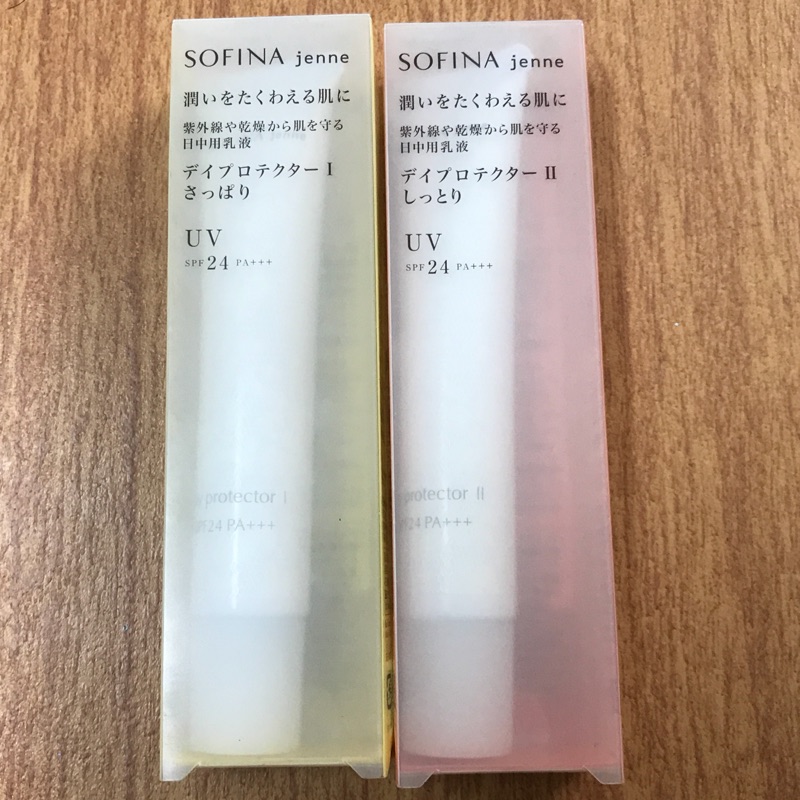 SOFINA jenne
潤いをたくわえる肌に
紫外線や乾燥から肌を守る
日中用乳液
デイプロテクター I
さっぱり
UV
SPF 24 PA+++
protector I
24 PA+++
SOFINA jenne
潤いをたくわえる肌に
紫外線や乾燥から肌を守る
日中用乳液
デイプロテクター II
しっとり
UV
SPF 24 PA+++
protector II
24 PA+++